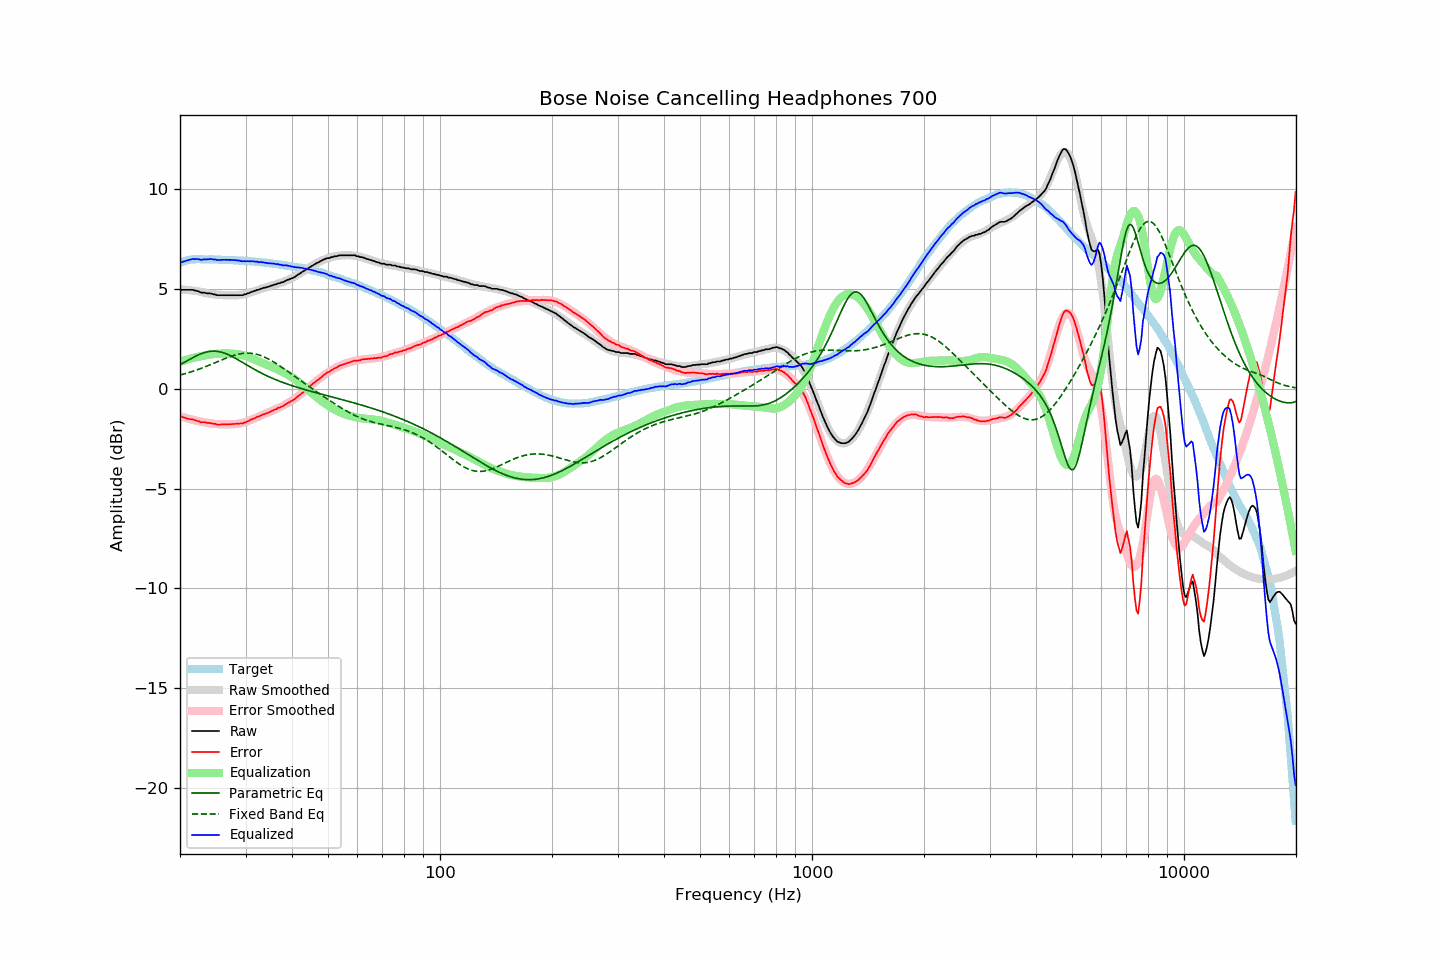 Bose Noise Cancelling Headphones 700
10
5
0
−5
−10
−15
−20
Amplitude (dBr)
Target
Raw Smoothed
Error Smoothed
Raw
Error
Equalization
Parametric Eq
Fixed Band Eq
Equalized
100
1000
10000
Frequency (Hz)